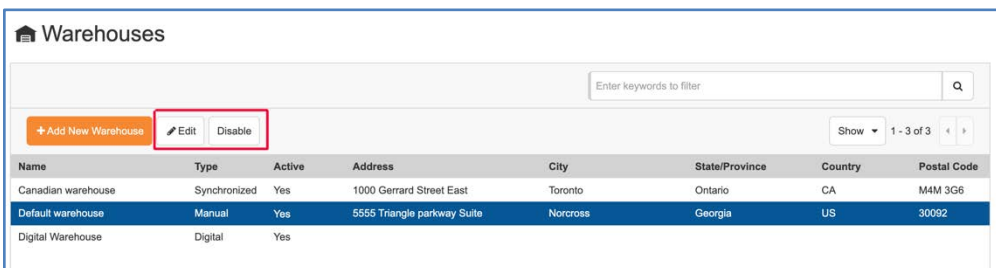 Warehouses
Enter keywords to filter
+ Add New Warehouse Edit Disable Show 1 - 3 of 3
Name Type Active Address City State/Province Country Postal Code
Canadian warehouse Synchronized Yes 1000 Gerrard Street East Toronto Ontario CA M4M 3G6
Default warehouse Manual Yes 5555 Triangle parkway Suite Norcross Georgia US 30092
Digital Warehouse Digital Yes